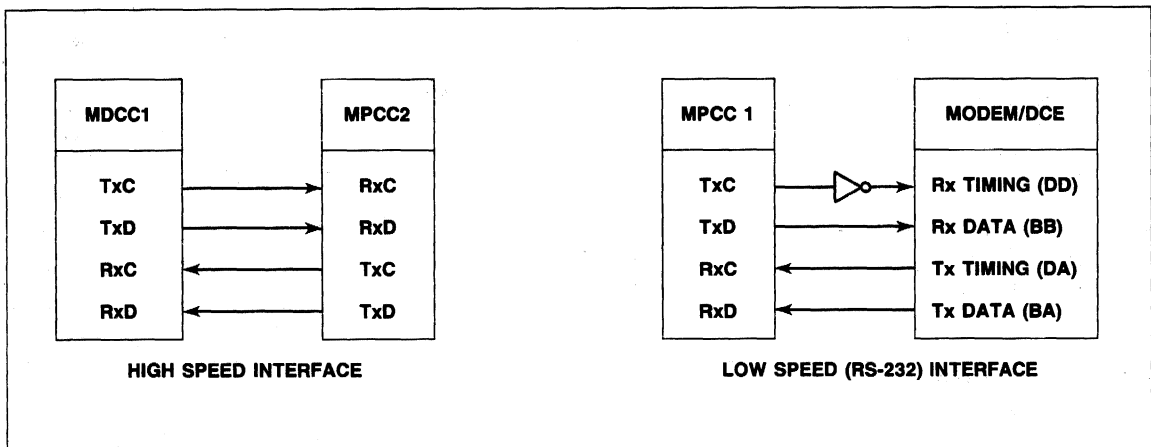 MDCC1
MPCC2
TxC
RxC
TxD
RxD
RxC
TxC
RxD
TxD
HIGH SPEED INTERFACE
MPCC 1
MODEM/DCE
TxC
Rx TIMING (DD)
TxD
Rx DATA (BB)
RxC
Tx TIMING (DA)
RxD
Tx DATA (BA)
LOW SPEED (RS-232) INTERFACE